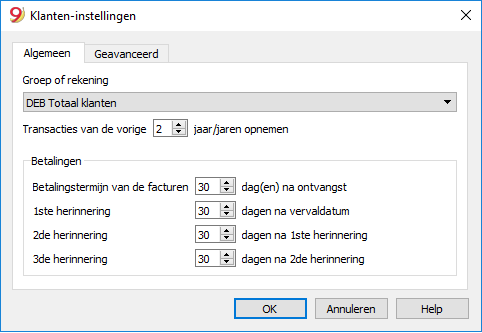 Klanten-instellingen
Algemeen Geavanceerd
Groep of rekening
DEB Totaal klanten
Transacties van de vorige 2 jaar/jaren opnemen
Betalingen
Betalingstermijn van de facturen 30 dag(en) na ontvangst
1ste herinnering 30 dagen na vervaldatum
2de herinnering 30 dagen na 1ste herinnering
3de herinnering 30 dagen na 2de herinnering
OK Annuleren Help